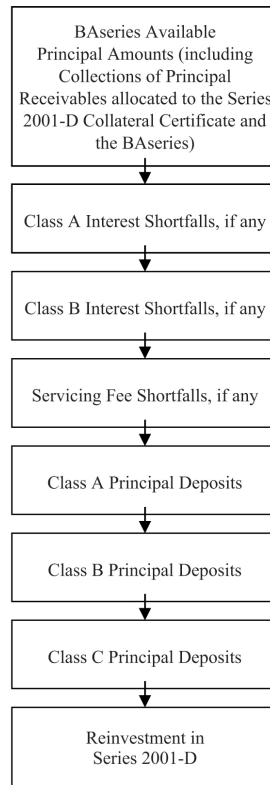 BAseries Available
Principal Amounts (including
Collections of Principal
Receivables allocated to the Series
2001-D Collateral Certificate and
the BAseries)
Class A Interest Shortfalls, if any
Class B Interest Shortfalls, if any
Servicing Fee Shortfalls, if any
Class A Principal Deposits
Class B Principal Deposits
Class C Principal Deposits
Reinvestment in
Series 2001-D